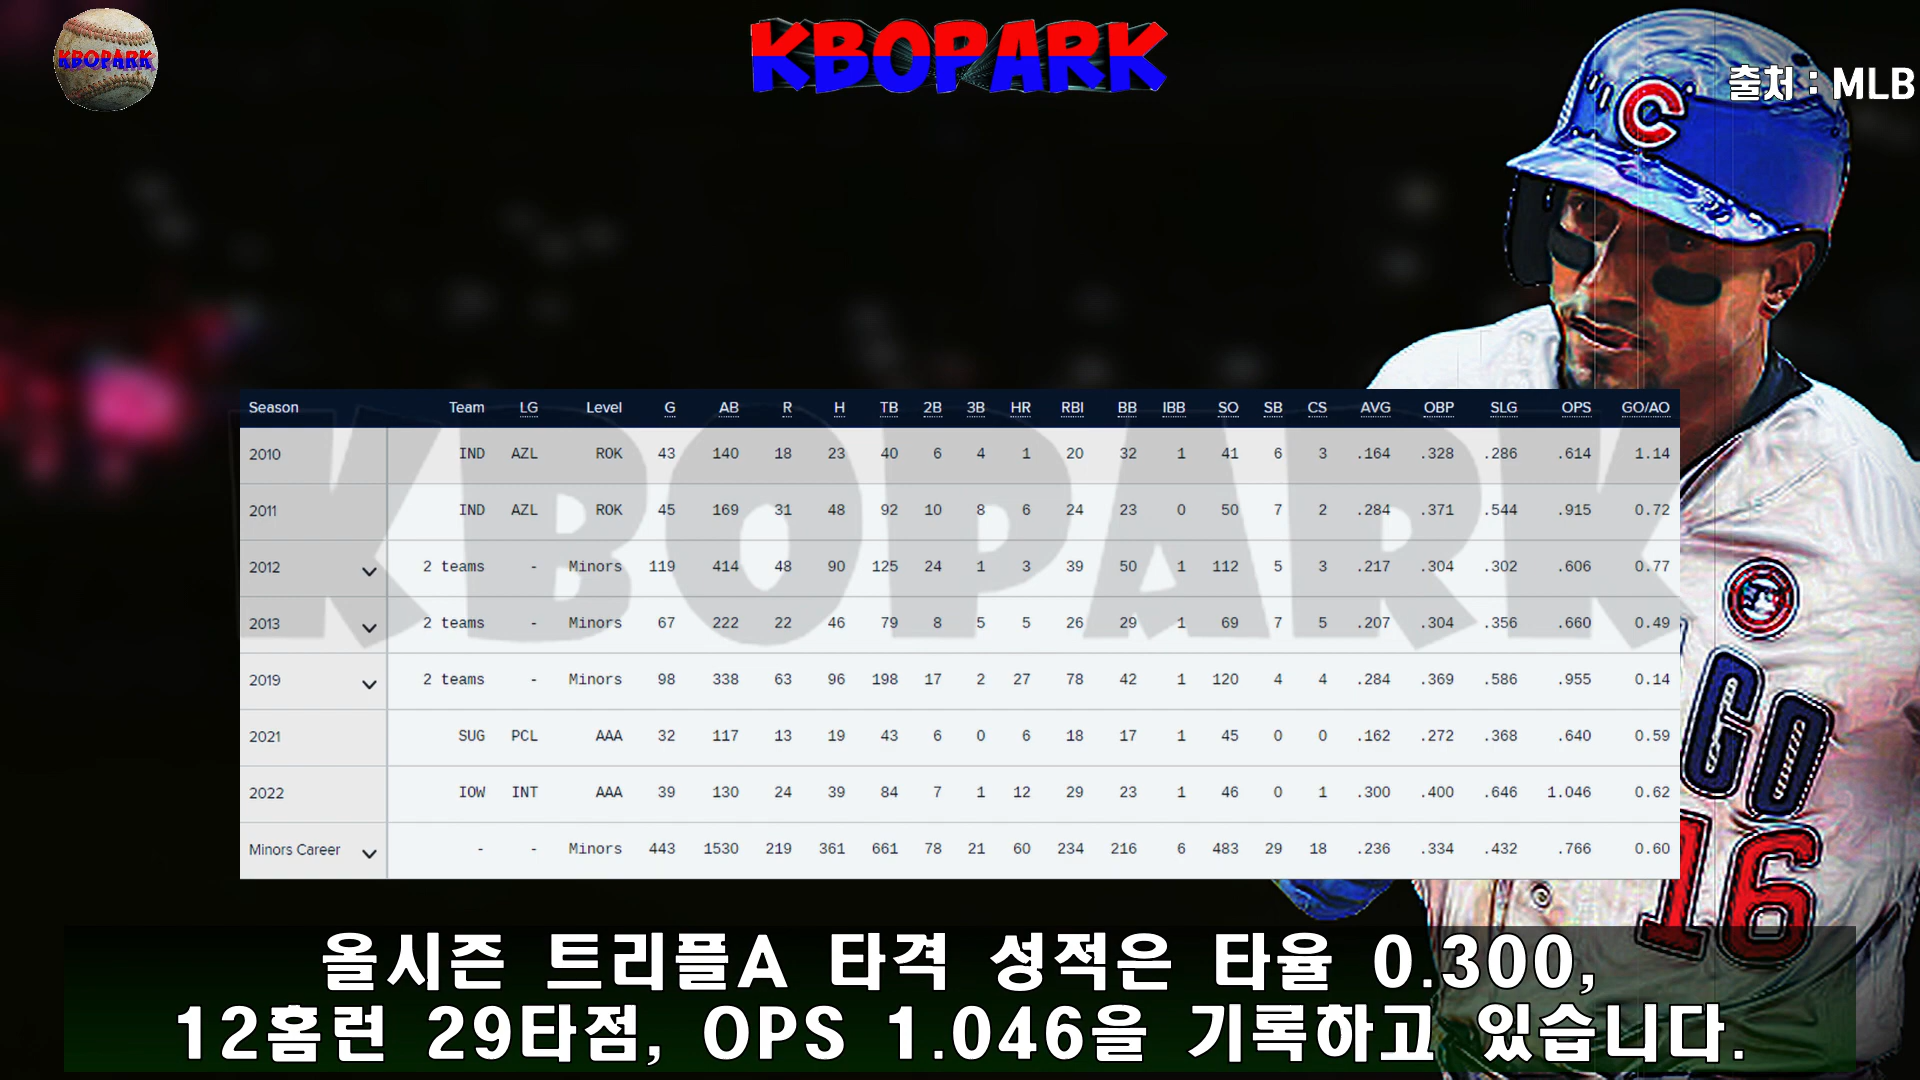 KBOPARK
KBOPARK
출처 : MLB
C
Season Team LG Level G AB R H TB 2B 3B HR RBI BB IBB SO SB CS AVG OBP SLG OPS GO/AO
2010 IND AZL ROK 43 140 18 23 40 6 4 1 20 32 1 41 6 3 .164 .328 .286 .614 1.14
2011 IND AZL ROK 45 169 31 48 92 10 8 6 24 23 0 50 7 2 .284 .371 .544 .915 0.72
2012 2 teams - Minors 119 414 48 90 125 24 1 3 39 50 1 112 5 3 .217 .304 .302 .606 0.77
2013 2 teams - Minors 67 222 22 46 79 8 5 5 26 29 1 69 7 5 .207 .304 .356 .660 0.49
2019 2 teams - Minors 98 338 63 96 198 17 2 27 78 42 1 120 4 4 .284 .369 .586 .955 0.14
2021 SUG PCL AAA 32 117 13 19 43 6 0 6 18 17 1 45 0 0 .162 .272 .368 .640 0.59
2022 IOW INT AAA 39 130 24 39 84 7 1 12 29 23 1 46 0 1 .300 .400 .646 1.046 0.62
Minors Career - - Minors 443 1530 219 361 661 78 21 60 234 216 6 483 29 18 .236 .334 .432 .766 0.60
KBOPARK
GO
16
올시즌 트리플A 타격 성적은 타율 0.300,
12홈런 29타점, OPS 1.046을 기록하고 있습니다.